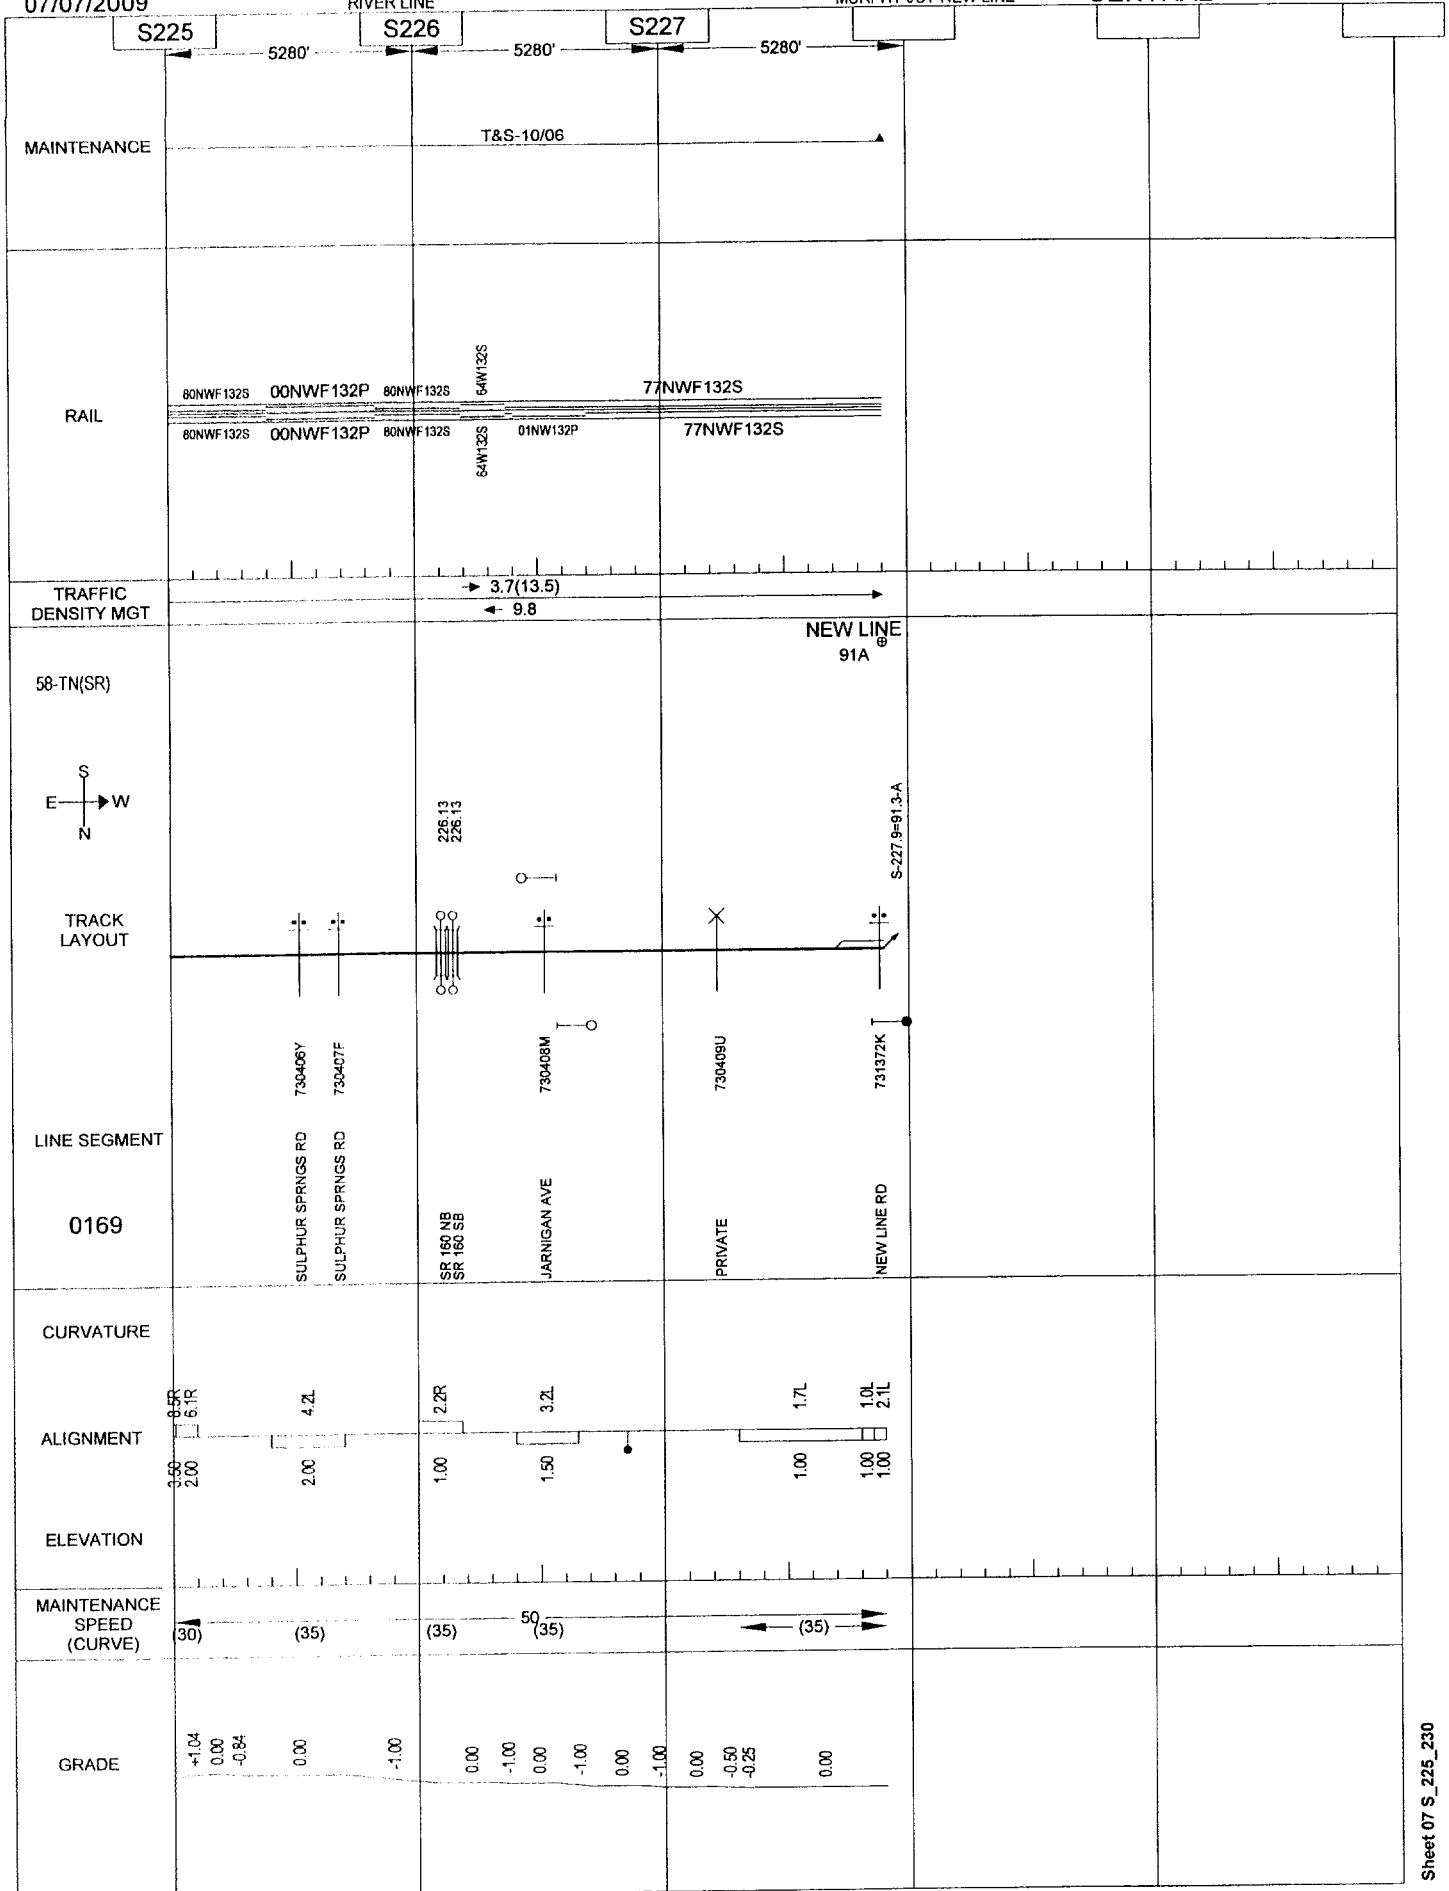 07/07/2009
RIVER LINE
S225
S226
S227
5280'
5280'
5280'
MAINTENANCE
T&S-10/06
RAIL
80NWF132S
00NWF132P
80NWF132S
64W132S
77NWF132S
80NWF132S
00NWF132P
80NWF132S
64W132S
01NW132P
77NWF132S
TRAFFIC
DENSITY MGT
3.7(13.5)
9.8
NEW LINE
91A
58-TN(SR)
S
E
W
N
226.13
226.13
S-227.9=91.3-A
TRACK
LAYOUT
730406Y
730407F
730408M
730409U
731372K
LINE SEGMENT
0169
SULPHUR SPRNGS RD
SULPHUR SPRNGS RD
SR 160 NB
SR 160 SB
JARNIGAN AVE
PRIVATE
NEW LINE RD
CURVATURE
8.5R
6.1R
4.2L
2.2R
3.2L
1.7L
1.0L
2.1L
ALIGNMENT
3.50
2.00
2.00
1.00
1.50
1.00
1.00
1.00
ELEVATION
MAINTENANCE
SPEED
(CURVE)
50
(30)
(35)
(35)
(35)
(35)
GRADE
+1.04
0.00
-0.84
0.00
-1.00
0.00
-1.00
0.00
-1.00
0.00
-1.00
0.00
-0.50
-0.25
0.00
Sheet 07 S_225_230